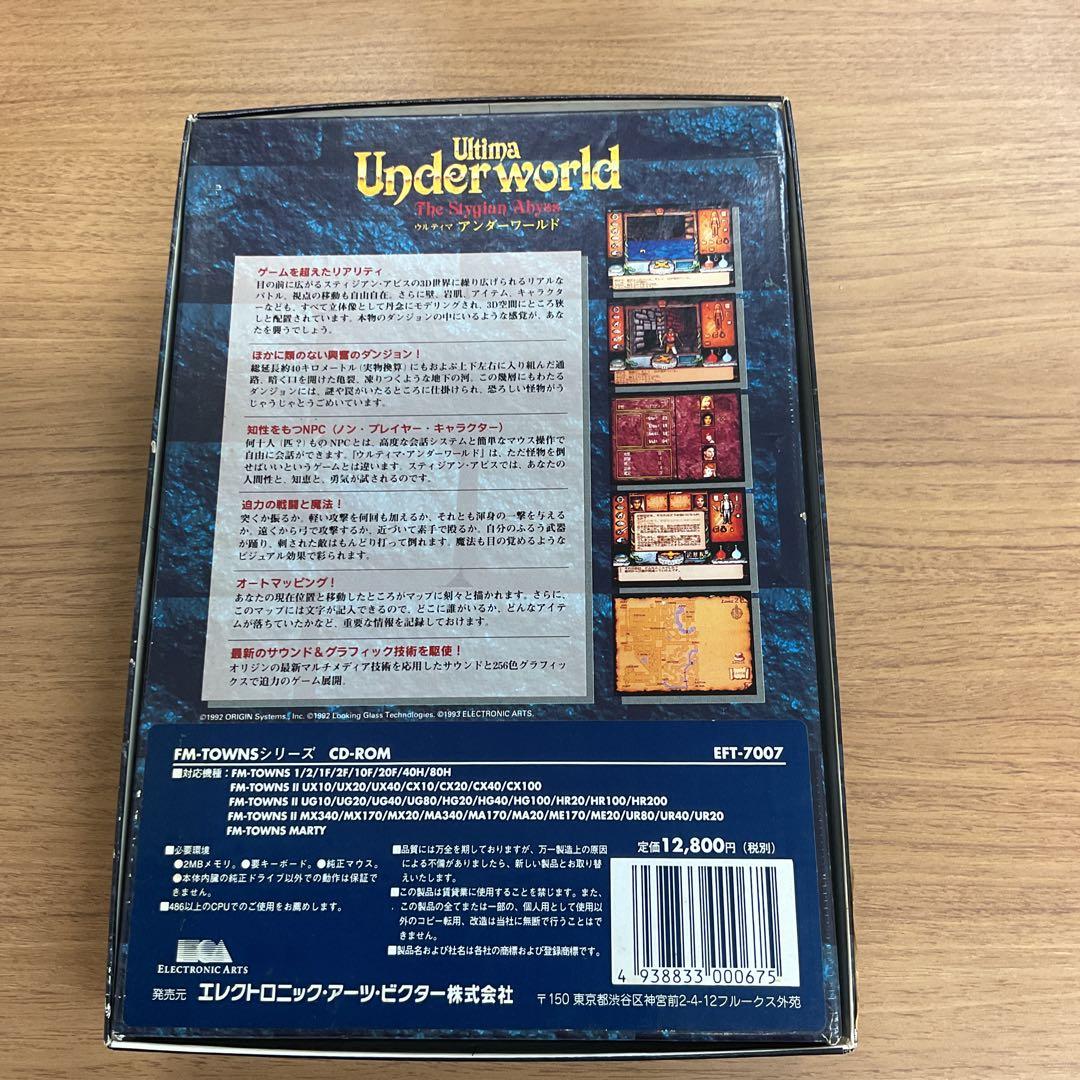 Ultima
Underworld
The Stygian Abyss
ウルティマ アンダーワールド
ゲームを超えたリアリティ
目の前に広がるスティジアン・アビスの3D世界に繰り広げられるリアルな
バトル、視点の移動も自由自在。さらに壁、岩肌、アイテム、キャラクタ
なども、すべて立体像として丹念にモデリングされ、3D空間にところ狭
しと配置されています。本物のダンジョンの中にいるような感覚が、あな
たを襲うでしょう。
ほかに類のない興奮のダンジョン！
総延長約40キロメートル（実物換算）にもおよぶ上下左右に入り組んだ通
路、暗く口を開けた亀裂、凍りつくような地下の河。この幾層にもわたる
ダンジョンには、謎や罠がいたるところに仕掛けられ、恐ろしい怪物がう
じゃうじゃとうごめいています。
知性をもつNPC（ノン・プレイヤー・キャラクター）
何十人（匹？）ものNPCとは、高度な会話システムと簡単なマウス操作で
自由に会話ができます。『ウルティマ・アンダーワールド』は、ただ怪物を倒
せばいいというゲームとは違います。スティジアン・アビスでは、あなたの
人間性と、知恵と、勇気が試されるのです。
迫力の戦闘と魔法！
突くか振るか、軽い攻撃を何回も加えるか、それとも渾身の一撃を与える
か、遠くから弓で攻撃するか、近づいて素手で殴るか、自分のふるう武器
が踊り、刺された敵はもんどり打って倒れます。魔法も目の覚めるような
ビジュアル効果で彩られます。
オートマッピング！
あなたの現在位置と移動したところがマップに刻々と描かれます。さらに、
このマップには文字が記入できるので、どこに誰がいるか、どんなアイテ
ムが落ちていたかなど、重要な情報を記録しておけます。
最新のサウンド＆グラフィック技術を駆使！
オリジンの最新マルチメディア技術を応用したサウンドと256色グラフィッ
クスで迫力のゲーム展開。
©1992 ORIGIN Systems, Inc. ©1992 Looking Glass Technologies. ©1993 ELECTRONIC ARTS.
FM-TOWNSシリーズ CD-ROM EFT-7007
■対応機種：FM-TOWNS 1/2/1F/2F/10F/20F/40H/80H
FM-TOWNS II UX10/UX20/UX40/CX10/CX20/CX40/CX100
FM-TOWNS II UG10/UG20/UG40/UG80/HG20/HG40/HG100/HR20/HR100/HR200
FM-TOWNS II MX340/MX170/MX20/MA340/MA170/MA20/ME170/ME20/UR80/UR40/UR20
FM-TOWNS MARTY
■必要環境
●2MBメモリ。●要キーボード。●純正マウス。
●本体内臓の純正ドライブ以外での動作は保証で
きません。
■486以上のCPUでのご使用をお薦めします。
■品質には万全を期しておりますが、万一製造上の原因
による不備がありましたら、新しい製品とお取り替
えいたします。
■この製品は賃貸業に使用することを禁じます。また、
この製品の全てまたは一部の、個人用として使用以
外のコピー転用、改造は当社に無断で行うことはで
きません。
■製品名および社名は各社の商標および登録商標です。
定価12,800円（税別）
4 938833 000675
ELECTRONIC ARTS
発売元 エレクトロニック・アーツ・ビクター株式会社
〒150 東京都渋谷区神宮前2-4-12フルークス外苑